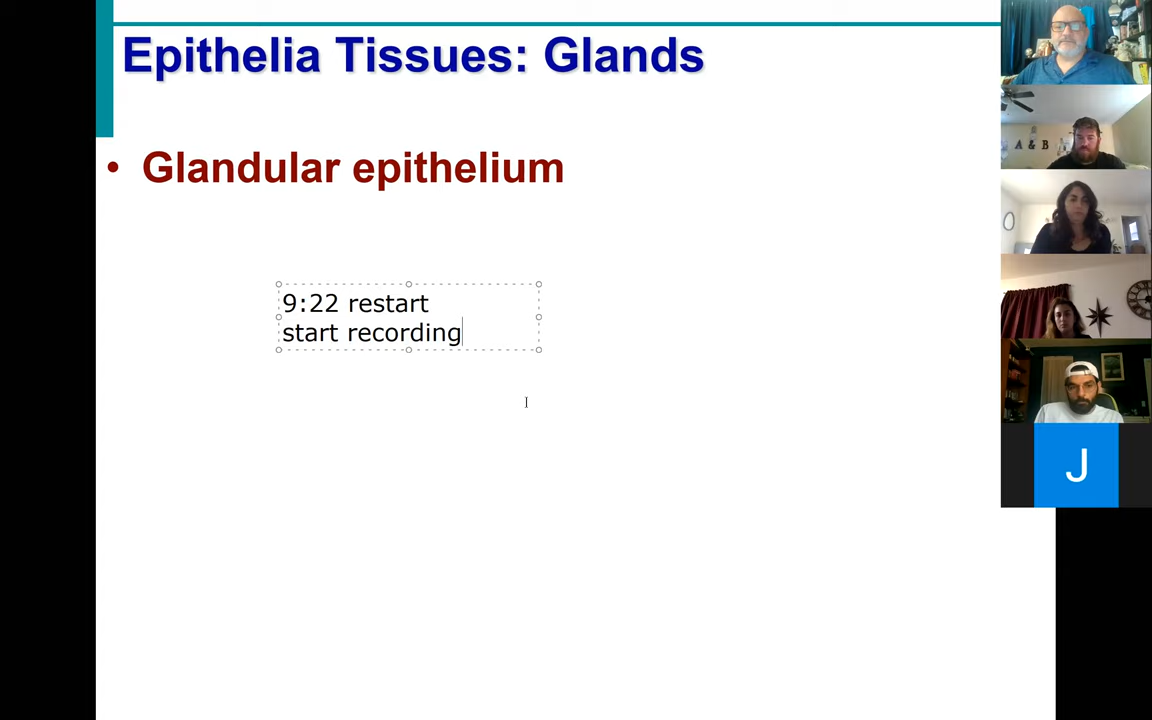 Epithelia Tissues: Glands
• Glandular epithelium
9:22 restart
start recording
A & B
J